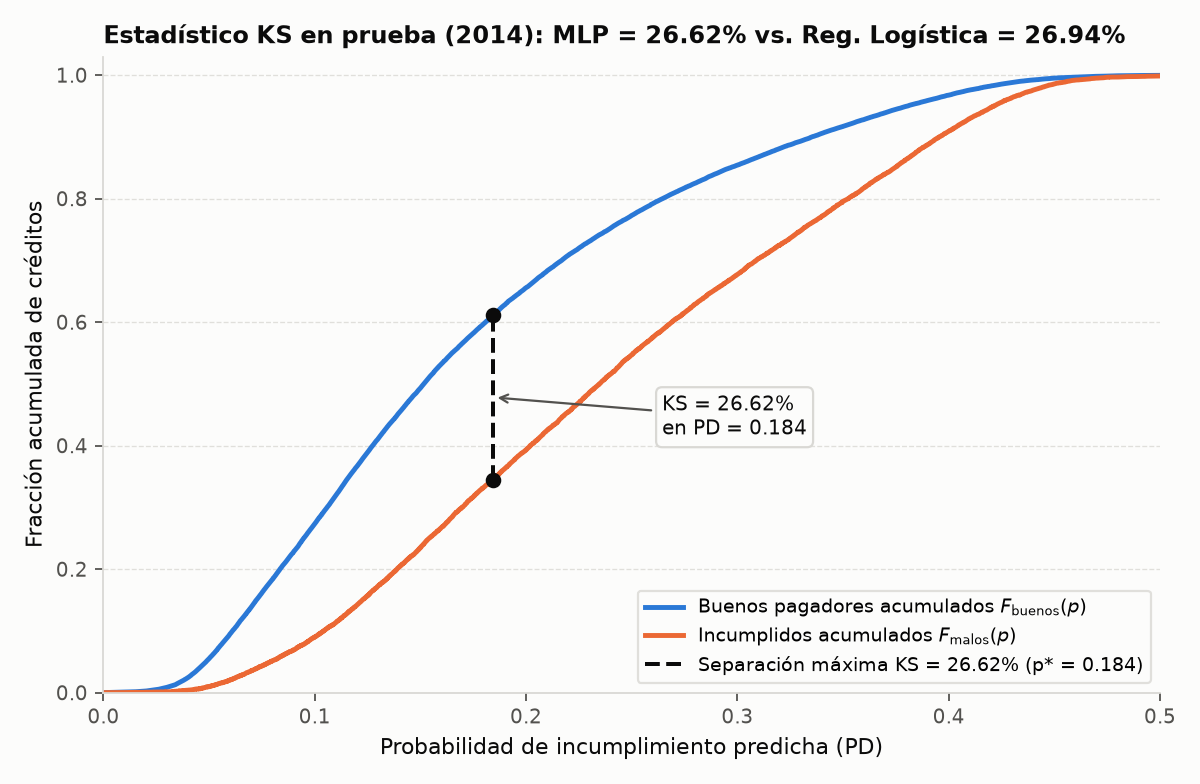 Estadístico KS en prueba (2014): MLP = 26.62% vs. Reg. Logística = 26.94%
Fracción acumulada de créditos
1.0
0.8
0.6
0.4
0.2
0.0
KS = 26.62%
en PD = 0.184
Buenos pagadores acumulados F_buenos(p)
Incumplidos acumulados F_malos(p)
Separación máxima KS = 26.62% (p* = 0.184)
0.0 0.1 0.2 0.3 0.4 0.5
Probabilidad de incumplimiento predicha (PD)